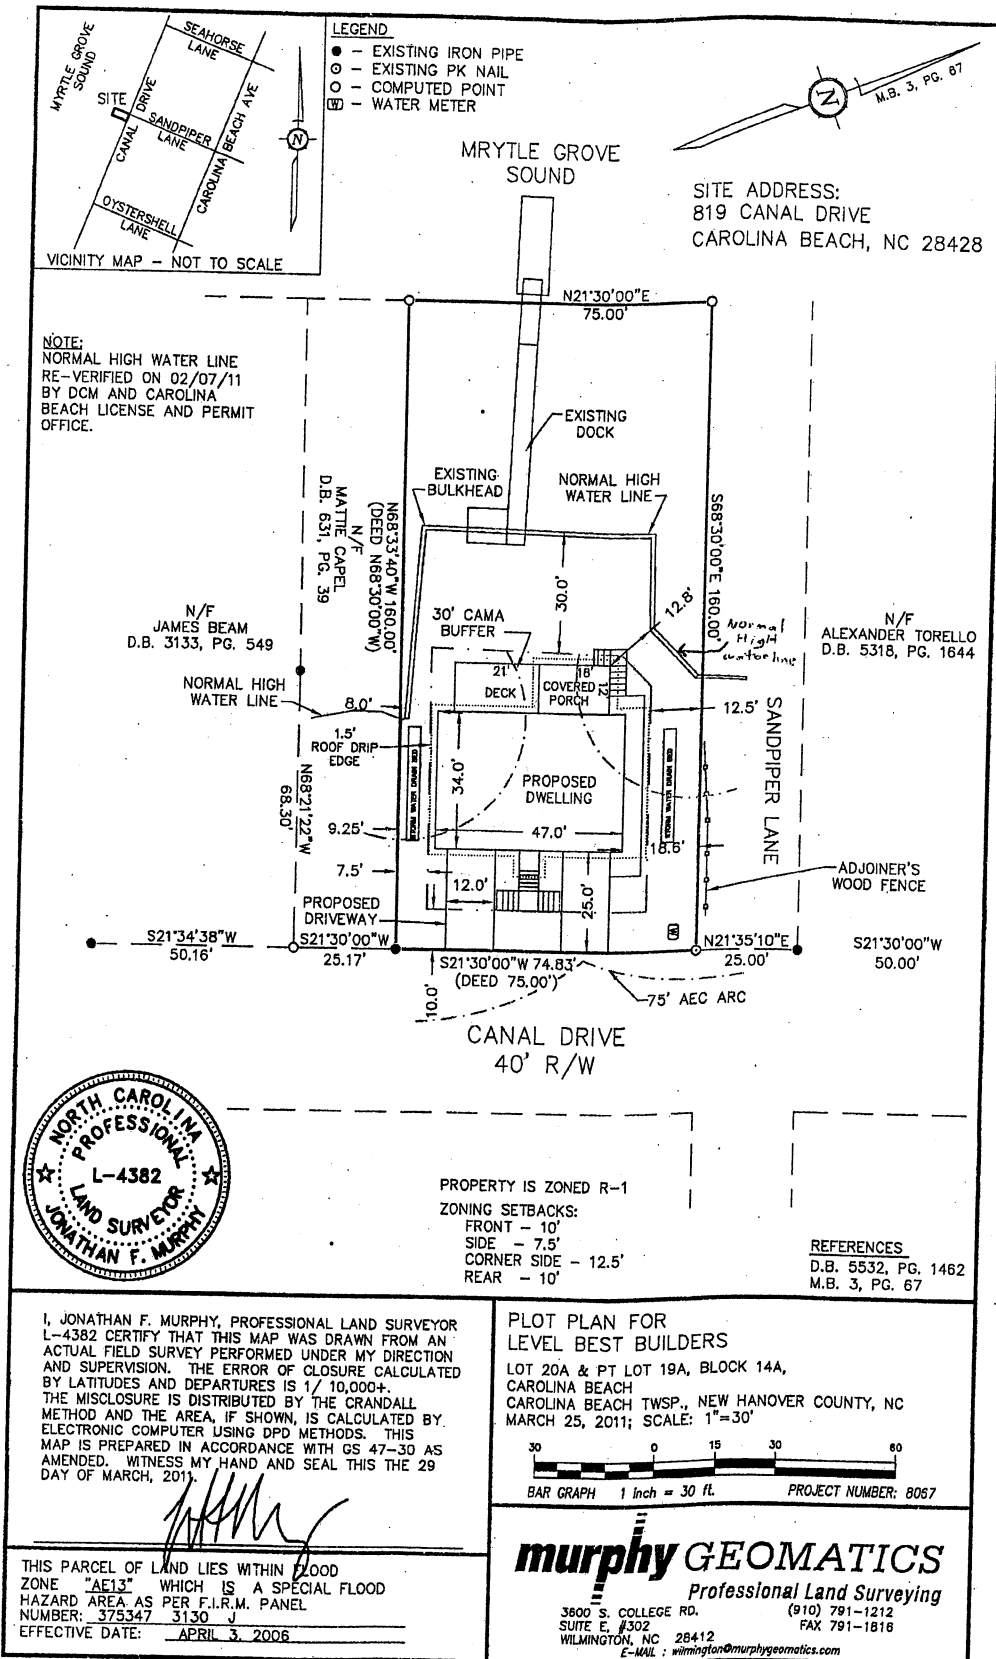 MYRTLE GROVE
SOUND
SEAHORSE
LANE
SITE
CANAL DRIVE
SANDPIPER
LANE
CAROLINA BEACH AVE
OYSTERSHELL
LANE
N
VICINITY MAP - NOT TO SCALE
LEGEND
- EXISTING IRON PIPE
- EXISTING PK NAIL
- COMPUTED POINT
W - WATER METER
N
M.B. 3, PG. 67
MRYTLE GROVE
SOUND
SITE ADDRESS:
819 CANAL DRIVE
CAROLINA BEACH, NC 28428
N21°30'00"E
75.00'
NOTE:
NORMAL HIGH WATER LINE
RE-VERIFIED ON 02/07/11
BY DCM AND CAROLINA
BEACH LICENSE AND PERMIT
OFFICE.
EXISTING
DOCK
EXISTING
BULKHEAD
NORMAL HIGH
WATER LINE
N/F
MATTIE CAPEL
D.B. 631, PG. 39
N68°33'40"W 160.00'
(DEED N68°30'00"W)
S68°30'00"E 160.00'
30.0'
12.8'
Normal
High
waterline
N/F
JAMES BEAM
D.B. 3133, PG. 549
30' CAMA
BUFFER
N/F
ALEXANDER TORELLO
D.B. 5318, PG. 1644
NORMAL HIGH
WATER LINE
21'
DECK
18'
COVERED
PORCH
12
8.0'
12.5'
1.5'
ROOF DRIP
EDGE
STORM WATER DRAIN BED
STORM WATER DRAIN BED
34.0'
PROPOSED
DWELLING
SANDPIPER LANE
N68°21'22"W
68.30'
9.25'
47.0'
18.6'
7.5'
12.0'
25.0'
ADJOINER'S
WOOD FENCE
PROPOSED
DRIVEWAY
W
S21°34'38"W
50.16'
S21°30'00"W
25.17'
S21°30'00"W 74.83'
(DEED 75.00')
N21°35'10"E
25.00'
S21°30'00"W
50.00'
10.0'
75' AEC ARC
CANAL DRIVE
40' R/W
NORTH CAROLINA
PROFESSIONAL
L-4382
LAND SURVEYOR
JONATHAN F. MURPHY
PROPERTY IS ZONED R-1
ZONING SETBACKS:
FRONT - 10'
SIDE - 7.5'
CORNER SIDE - 12.5'
REAR - 10'
REFERENCES
D.B. 5532, PG. 1462
M.B. 3, PG. 67
I, JONATHAN F. MURPHY, PROFESSIONAL LAND SURVEYOR
L-4382 CERTIFY THAT THIS MAP WAS DRAWN FROM AN
ACTUAL FIELD SURVEY PERFORMED UNDER MY DIRECTION
AND SUPERVISION. THE ERROR OF CLOSURE CALCULATED
BY LATITUDES AND DEPARTURES IS 1/ 10,000+.
THE MISCLOSURE IS DISTRIBUTED BY THE CRANDALL
METHOD AND THE AREA, IF SHOWN, IS CALCULATED BY
ELECTRONIC COMPUTER USING DPD METHODS. THIS
MAP IS PREPARED IN ACCORDANCE WITH GS 47-30 AS
AMENDED. WITNESS MY HAND AND SEAL THIS THE 29
DAY OF MARCH, 2011.
THIS PARCEL OF LAND LIES WITHIN FLOOD
ZONE "AE13" WHICH IS A SPECIAL FLOOD
HAZARD AREA AS PER F.I.R.M. PANEL
NUMBER: 375347 3130 J
EFFECTIVE DATE: APRIL 3, 2006
PLOT PLAN FOR
LEVEL BEST BUILDERS
LOT 20A & PT LOT 19A, BLOCK 14A,
CAROLINA BEACH
CAROLINA BEACH TWSP., NEW HANOVER COUNTY, NC
MARCH 25, 2011; SCALE: 1"=30'
30 0 15 30 60
BAR GRAPH 1 inch = 30 ft. PROJECT NUMBER: 8067
murphy GEOMATICS
Professional Land Surveying
3600 S. COLLEGE RD. (910) 791-1212
SUITE E, #302 FAX 791-1816
WILMINGTON, NC 28412
E-MAIL : wilmington@murphygeomatics.com